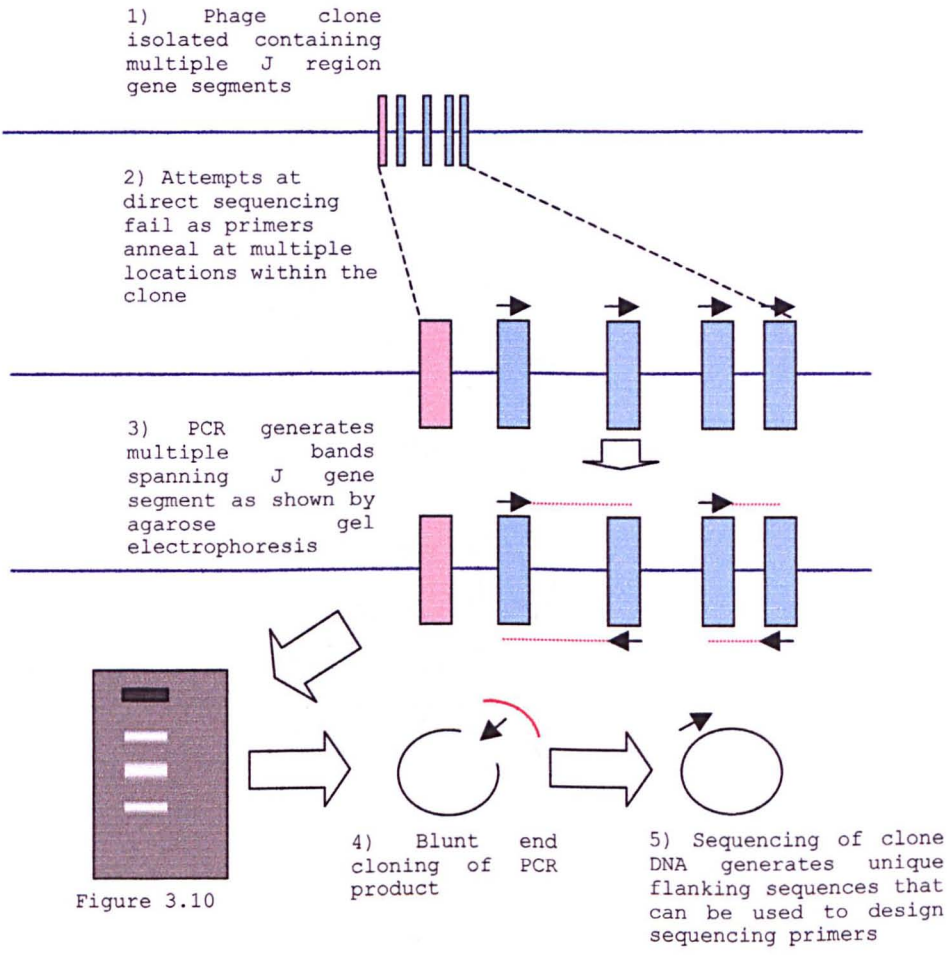 1) Phage clone
isolated containing
multiple J region
gene segments
2) Attempts at
direct sequencing
fail as primers
anneal at multiple
locations within the
clone
3) PCR generates
multiple bands
spanning J gene
segment as shown by
agarose gel
electrophoresis
Figure 3.10
4) Blunt end
cloning of PCR
product
5) Sequencing of clone
DNA generates unique
flanking sequences that
can be used to design
sequencing primers